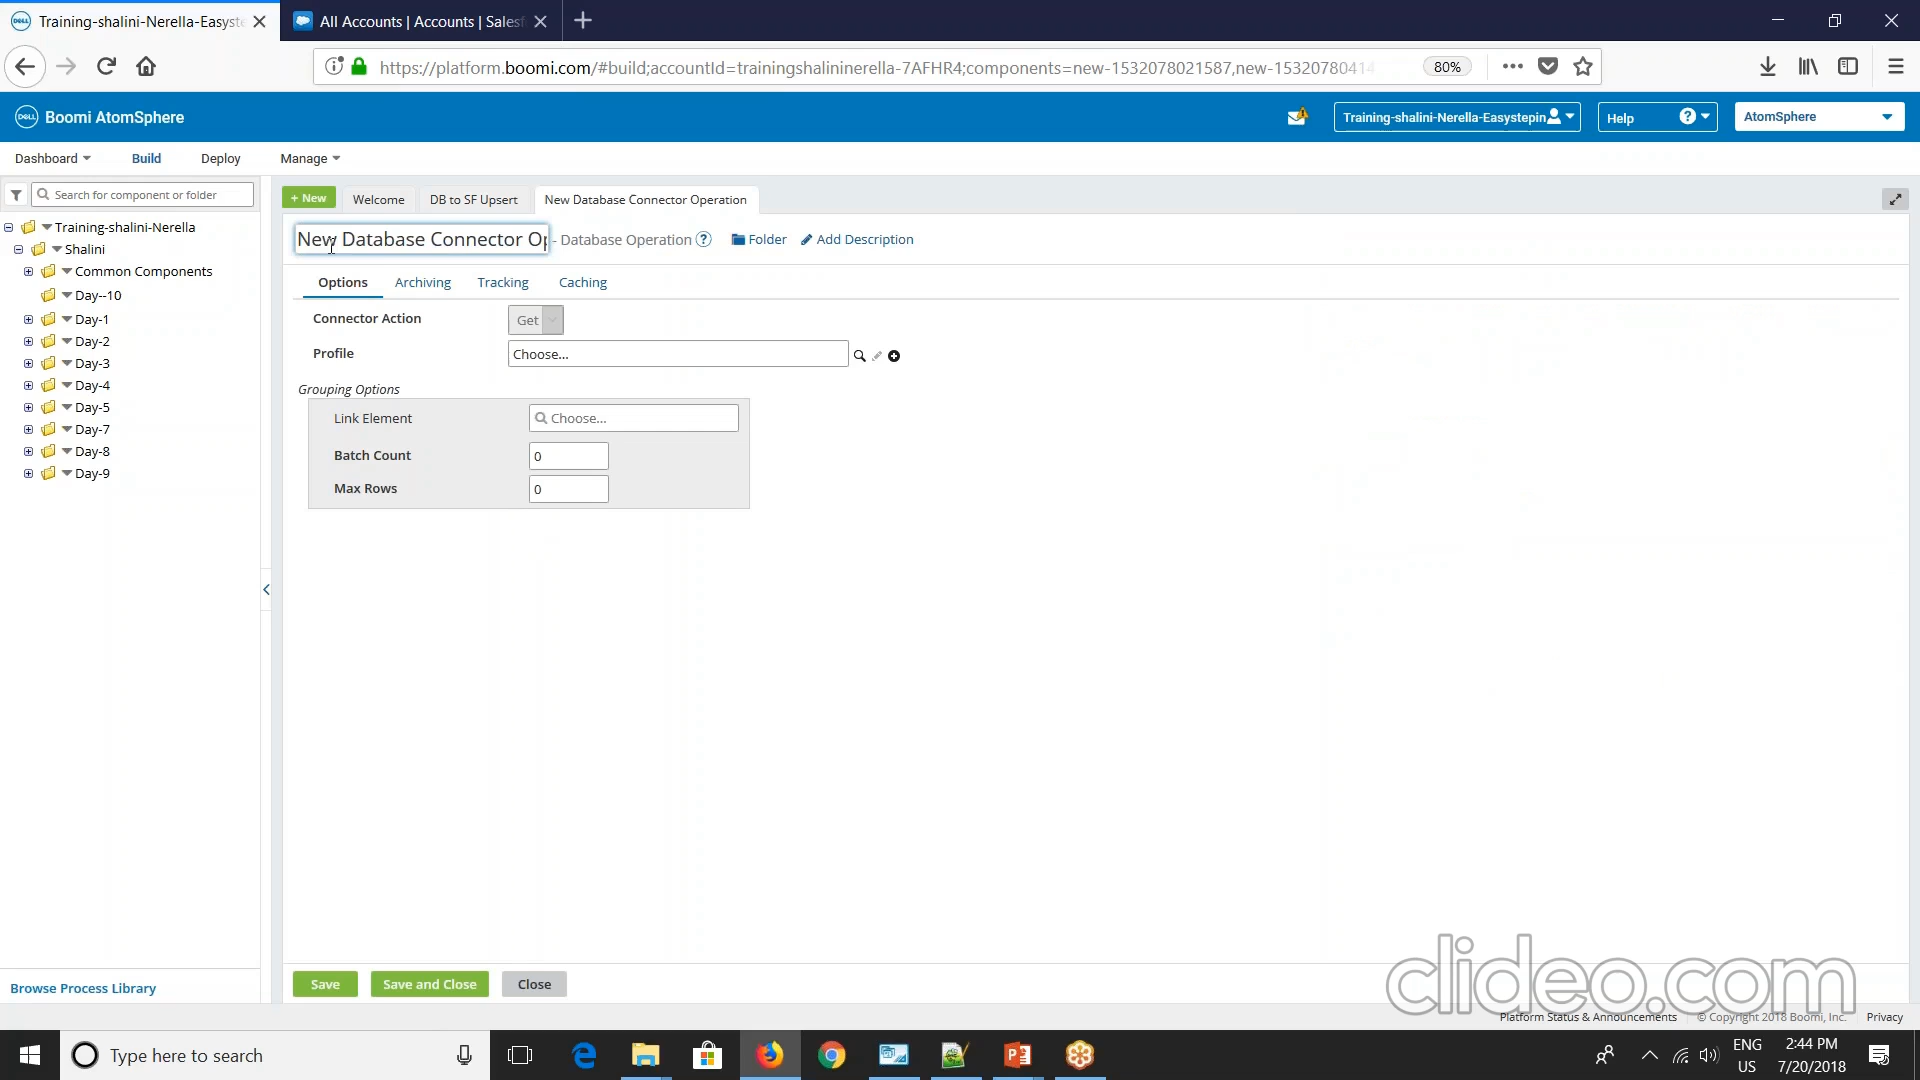 Training-shalini-Nerella-Easyste
All Accounts | Accounts | Salesf
https://platform.boomi.com/#build;accountId=trainingshalininerella-7AFHR4;components=new-1532078021587,new-15320780414
80%
DELL
Boomi AtomSphere
Training-shalini-Nerella-Easystepin
Help
AtomSphere
Dashboard
Build
Deploy
Manage
Search for component or folder
+ New
Welcome
DB to SF Upsert
New Database Connector Operation
Training-shalini-Nerella
Shalini
Common Components
Day--10
Day-1
Day-2
Day-3
Day-4
Day-5
Day-7
Day-8
Day-9
New Database Connector Op
- Database Operation
Folder
Add Description
Options
Archiving
Tracking
Caching
Connector Action
Get
Profile
Choose...
Grouping Options
Link Element
Choose...
Batch Count
0
Max Rows
0
Save
Save and Close
Close
Browse Process Library
clideo.com
Platform Status & Announcements
© Copyright 2018 Boomi, Inc.
Privacy
Type here to search
ENG
US
2:44 PM
7/20/2018